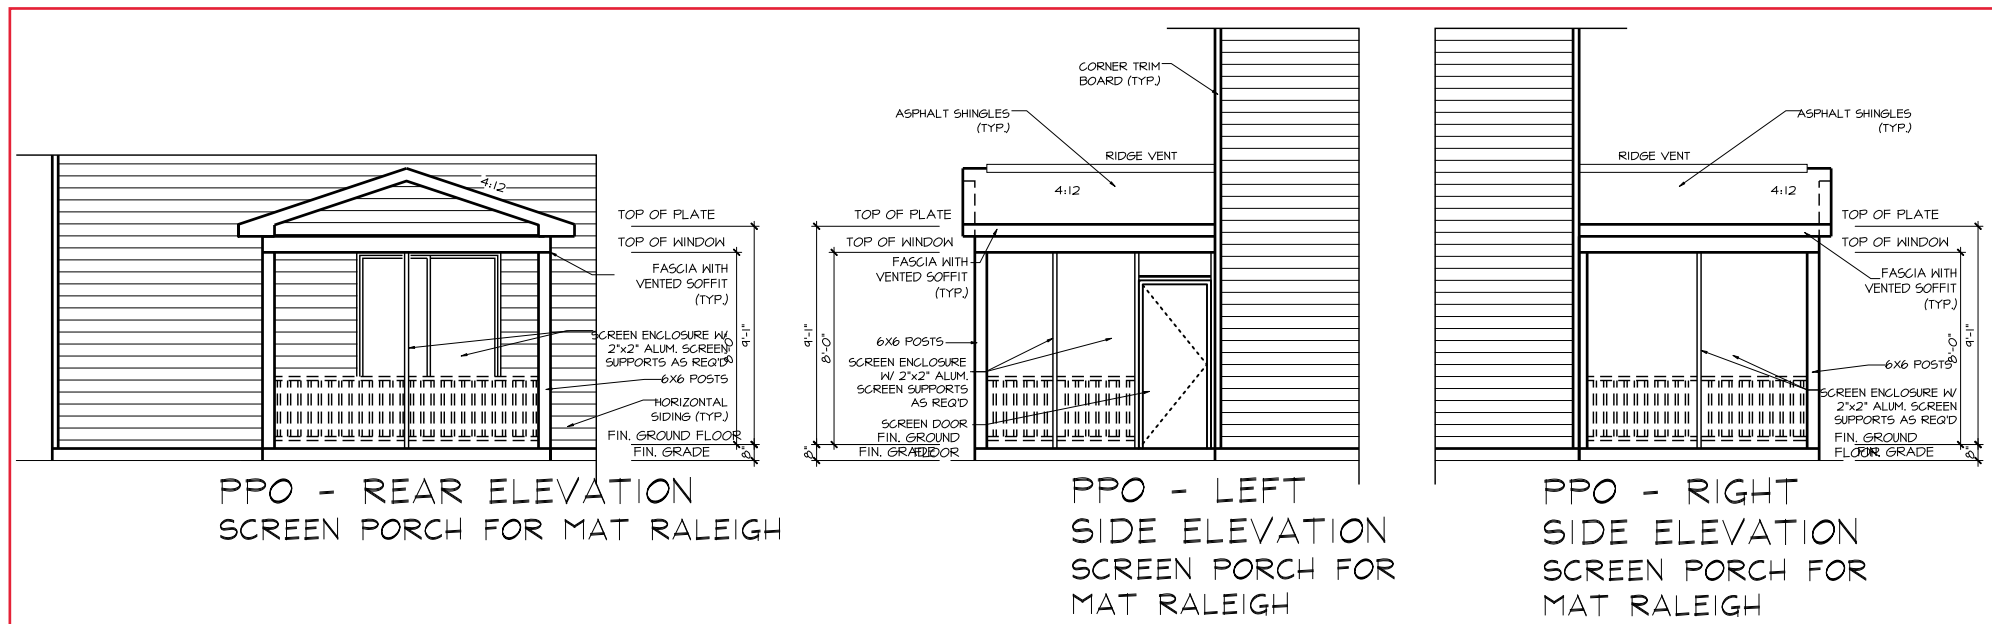 4:12
TOP OF PLATE
TOP OF WINDOW
FASCIA WITH
VENTED SOFFIT
(TYP.)
SCREEN ENCLOSURE W/
2"x2" ALUM. SCREEN
SUPPORTS AS REQ'D
8'-0"
9'-1"
6X6 POSTS
HORIZONTAL
SIDING (TYP.)
FIN. GROUND FLOOR
FIN. GRADE
8"
PPO - REAR ELEVATION
SCREEN PORCH FOR MAT RALEIGH
CORNER TRIM
BOARD (TYP.)
ASPHALT SHINGLES
(TYP.)
RIDGE VENT
4:12
TOP OF PLATE
TOP OF WINDOW
FASCIA WITH
VENTED SOFFIT
(TYP.)
9'-1"
8'-0"
6X6 POSTS
SCREEN ENCLOSURE
W/ 2"x2" ALUM.
SCREEN SUPPORTS
AS REQ'D
SCREEN DOOR
FIN. GROUND
FLOOR
FIN. GRADE
8"
PPO - LEFT
SIDE ELEVATION
SCREEN PORCH FOR
MAT RALEIGH
ASPHALT SHINGLES
(TYP.)
RIDGE VENT
4:12
TOP OF PLATE
TOP OF WINDOW
FASCIA WITH
VENTED SOFFIT
(TYP.)
8'-0"
9'-1"
6X6 POSTS
SCREEN ENCLOSURE W/
2"x2" ALUM. SCREEN
SUPPORTS AS REQ'D
FIN. GROUND
FLOOR
FIN. GRADE
8"
PPO - RIGHT
SIDE ELEVATION
SCREEN PORCH FOR
MAT RALEIGH